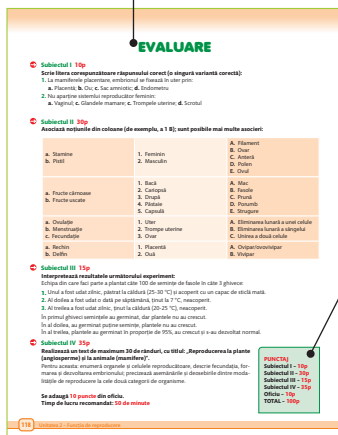 EVALUARE
Subiectul I 10p
Scrie litera corespunzătoare răspunsului corect (o singură variantă corectă):
1. La mamiferele placentare, embrionul se fixează în uter prin:
a. Placentă; b. Ou; c. Sac amniotic; d. Endometru
2. Nu aparține sistemului reproducător feminin:
a. Vaginul; c. Glandele mamare; c. Trompele uterine; d. Scrotul
Subiectul II 30p
Asociază noțiunile din coloane (de exemplu, a 1 B); sunt posibile mai multe asocieri:
a. Stamine
b. Pistil
1. Feminin
2. Masculin
A. Filament
B. Ovar
C. Anteră
D. Polen
E. Ovul
a. Fructe cărnoase
b. Fructe uscate
1. Bacă
2. Cariopsă
3. Drupă
4. Păstaie
5. Capsulă
A. Mac
B. Fasole
C. Prună
D. Porumb
E. Strugure
a. Ovulație
b. Menstruație
c. Fecundație
1. Uter
2. Trompe uterine
3. Ovar
A. Eliminarea lunară a unei celule
B. Eliminarea lunară a sângelui
C. Unirea a două celule
a. Rechin
b. Delfin
1. Placentă
2. Ouă
A. Ovipar/ovovivipar
B. Vivipar
Subiectul III 15p
Interpretează rezultatele următorului experiment:
Echipa din care faci parte a plantat câte 100 de semințe de fasole în câte 3 ghivece:
1. Unul a fost udat zilnic, păstrat la căldură (25-30 °C) și acoperit cu un capac de sticlă mată.
2. Al doilea a fost udat o dată pe săptămână, ținut la 7 °C, neacoperit.
3. Al treilea a fost udat zilnic, ținut la căldură (20–25 °C), neacoperit.
În primul ghiveci semințele au germinat, dar plantele nu au crescut.
În al doilea, au germinat puține semințe, plantele nu au crescut.
În al treilea, plantele au germinat în proporție de 95%, au crescut și s-au dezvoltat normal.
Subiectul IV 35p
Realizează un text de maximum 30 de rânduri, cu titlul: „Reproducerea la plante
(angiosperme) și la animale (mamifere)”.
Pentru aceasta: enumeră organele și celulele reproducătoare, descrie fecundația, for-
marea și dezvoltarea embrionului; precizează asemănările și deosebirile dintre moda-
litățile de reproducere la cele două categorii de organisme.
Se adaugă 10 puncte din oficiu.
Timp de lucru recomandat: 50 de minute
PUNCTAJ
Subiectul I – 10p
Subiectul II – 30p
Subiectul III – 15p
Subiectul IV – 35p
Oficiu – 10p
TOTAL – 100p
118 Unitatea 2 - Funcția de reproducere